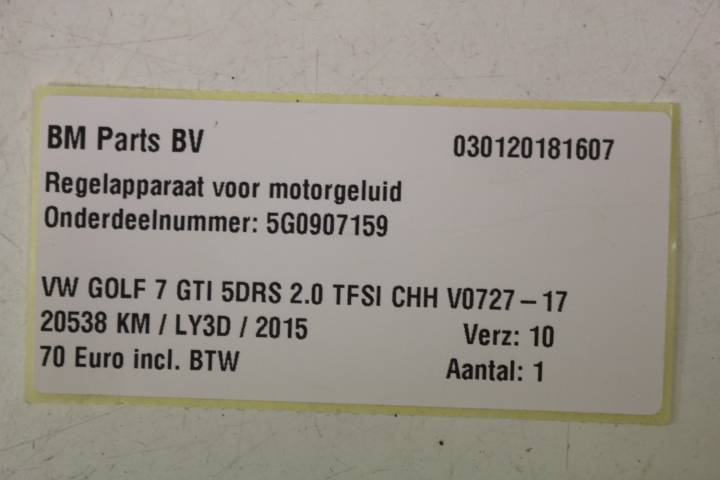 BM Parts BV 030120181607
Regelapparaat voor motorgeluid
Onderdeelnummer: 5G0907159
VW GOLF 7 GTI 5DRS 2.0 TFSI CHH V0727-17
20538 KM / LY3D / 2015 Verz: 10
70 Euro incl. BTW Aantal: 1